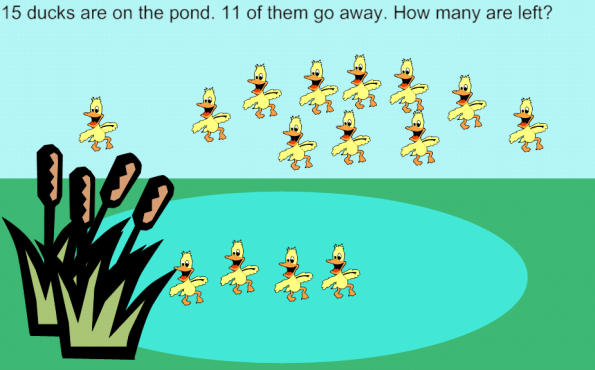 15 ducks are on the pond. 11 of them go away. How many are left?